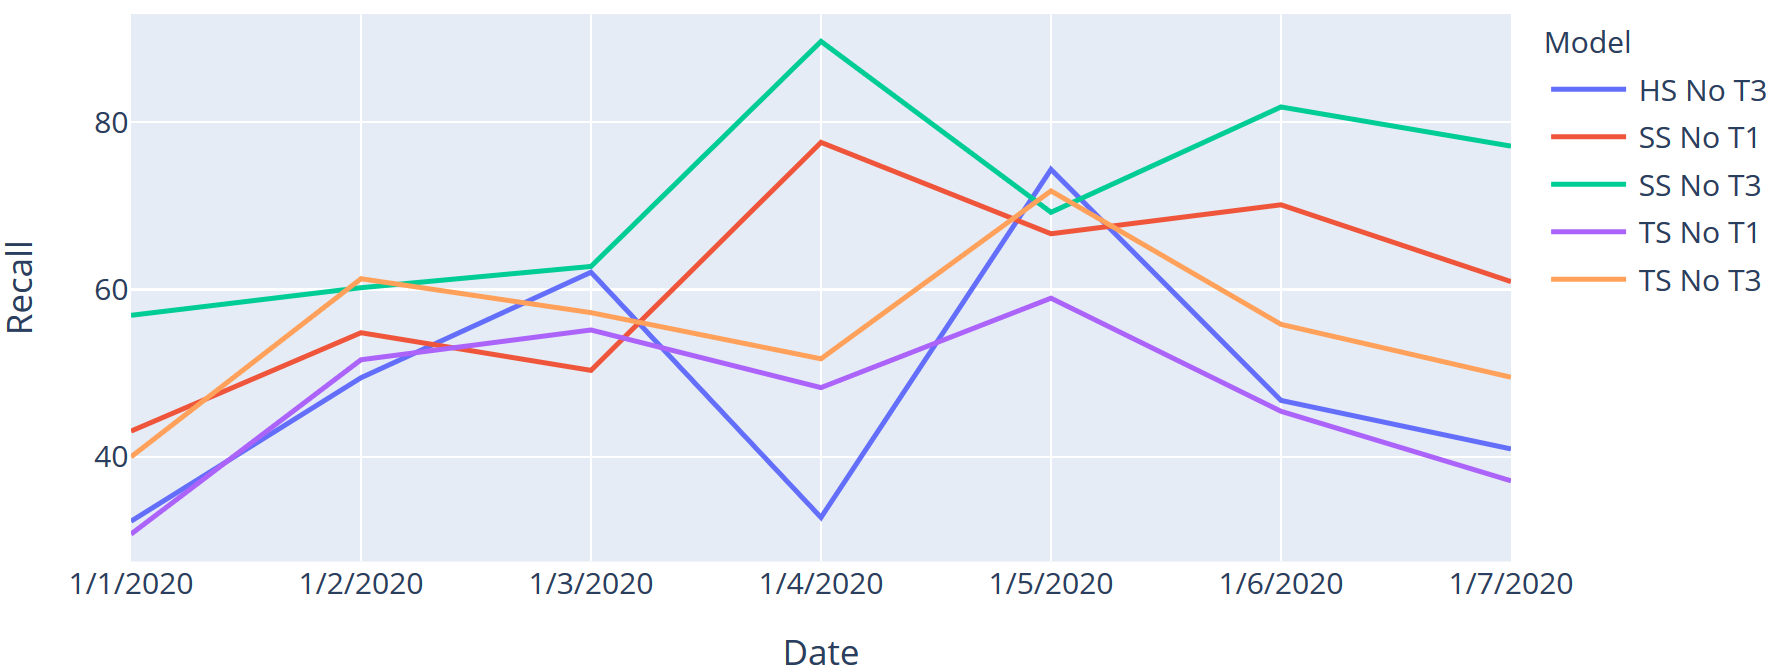 Model
HS No T3
SS No T1
SS No T3
TS No T1
TS No T3
Recall
80
60
40
1/1/2020
1/2/2020
1/3/2020
1/4/2020
1/5/2020
1/6/2020
1/7/2020
Date